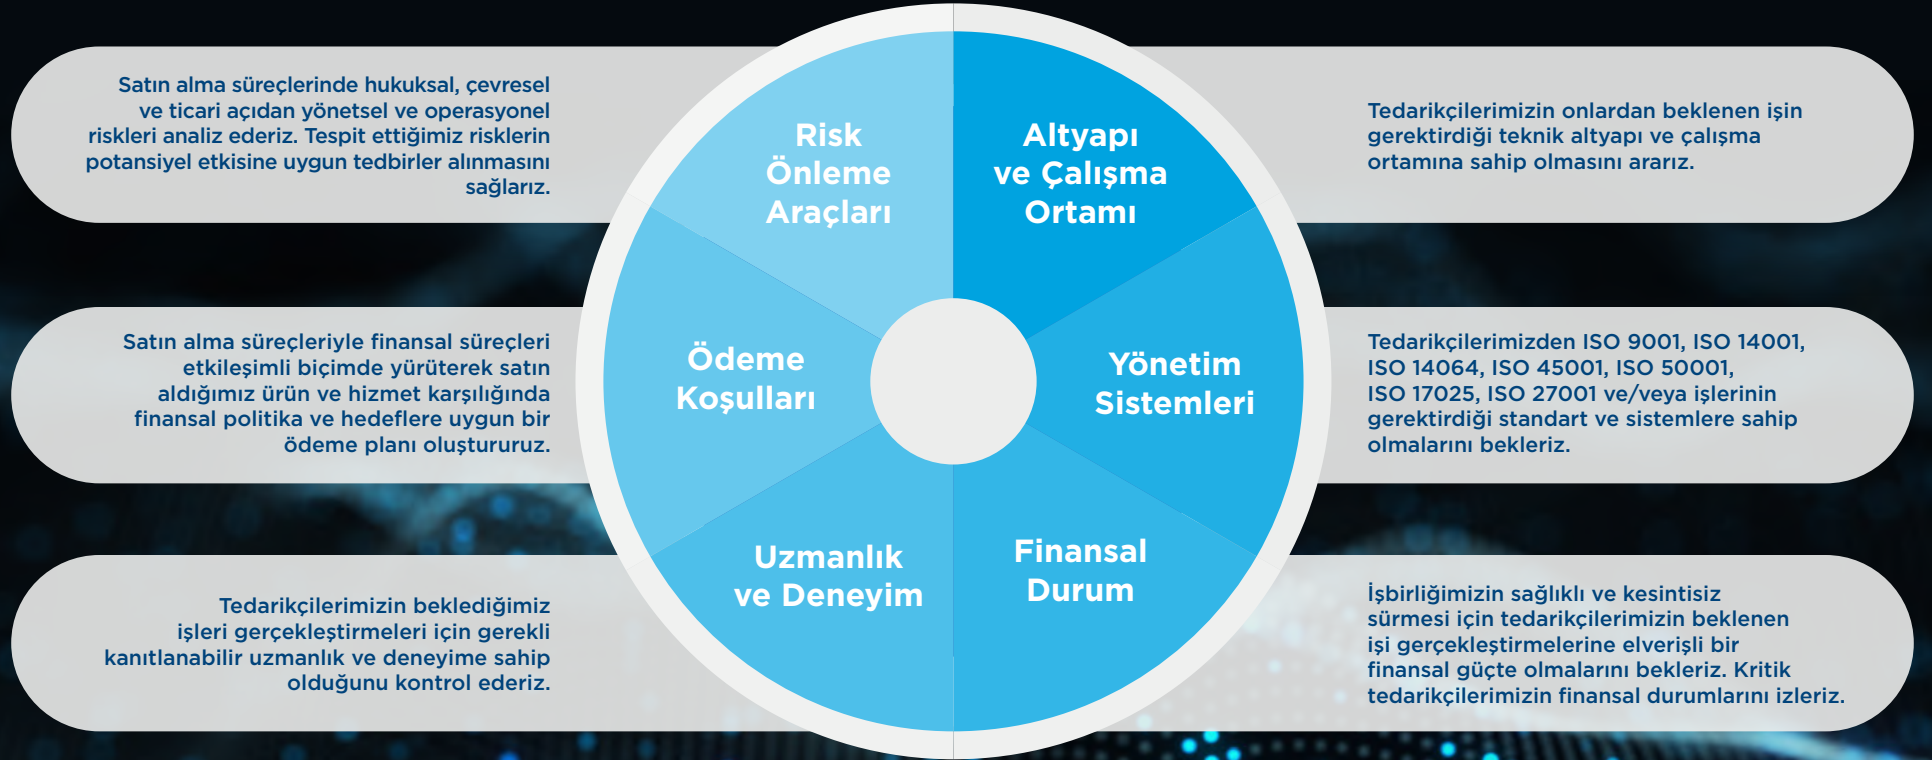 Satın alma süreçlerinde hukuksal, çevresel
ve ticari açıdan yönetsel ve operasyonel
riskleri analiz ederiz. Tespit ettiğimiz risklerin
potansiyel etkisine uygun tedbirler alınmasını
sağlarız.
Risk
Önleme
Araçları
Altyapı
ve Çalışma
Ortamı
Tedarikçilerimizin onlardan beklenen işin
gerektirdiği teknik altyapı ve çalışma
ortamına sahip olmasını ararız.
Satın alma süreçleriyle finansal süreçleri
etkileşimli biçimde yürüterek satın
aldığımız ürün ve hizmet karşılığında
finansal politika ve hedeflere uygun bir
ödeme planı oluştururuz.
Ödeme
Koşulları
Yönetim
Sistemleri
Tedarikçilerimizden ISO 9001, ISO 14001,
ISO 14064, ISO 45001, ISO 50001,
ISO 17025, ISO 27001 ve/veya işlerinin
gerektirdiği standart ve sistemlere sahip
olmalarını bekleriz.
Tedarikçilerimizin beklediğimiz
işleri gerçekleştirmeleri için gerekli
kanıtlanabilir uzmanlık ve deneyime sahip
olduğunu kontrol ederiz.
Uzmanlık
ve Deneyim
Finansal
Durum
İşbirliğimizin sağlıklı ve kesintisiz
sürmesi için tedarikçilerimizin beklenen
işi gerçekleştirmelerine elverişli bir
finansal güçte olmalarını bekleriz. Kritik
tedarikçilerimizin finansal durumlarını izleriz.